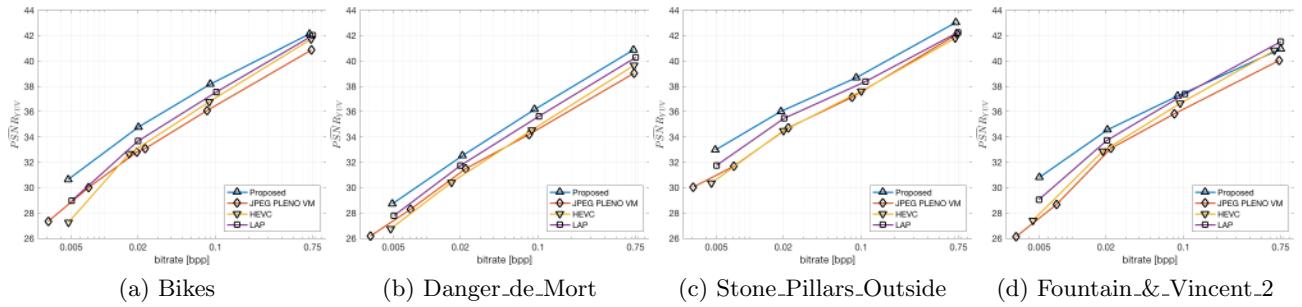 44 44 44 44
42 42 42 42
40 40 40 40
38 38 38 38
36 36 36 36
34 34 34 34
32 32 32 32
30 30 30 30
28 28 28 28
26 26 26 26
PSNR_YUV PSNR_YUV PSNR_YUV PSNR_YUV
Proposed Proposed Proposed Proposed
JPEG PLENO VM JPEG PLENO VM JPEG PLENO VM JPEG PLENO VM
HEVC HEVC HEVC HEVC
LAP LAP LAP LAP
0.005 0.02 0.1 0.75 0.005 0.02 0.1 0.75 0.005 0.02 0.1 0.75 0.005 0.02 0.1 0.75
bitrate [bpp] bitrate [bpp] bitrate [bpp] bitrate [bpp]
(a) Bikes (b) Danger_de_Mort (c) Stone_Pillars_Outside (d) Fountain_&_Vincent_2